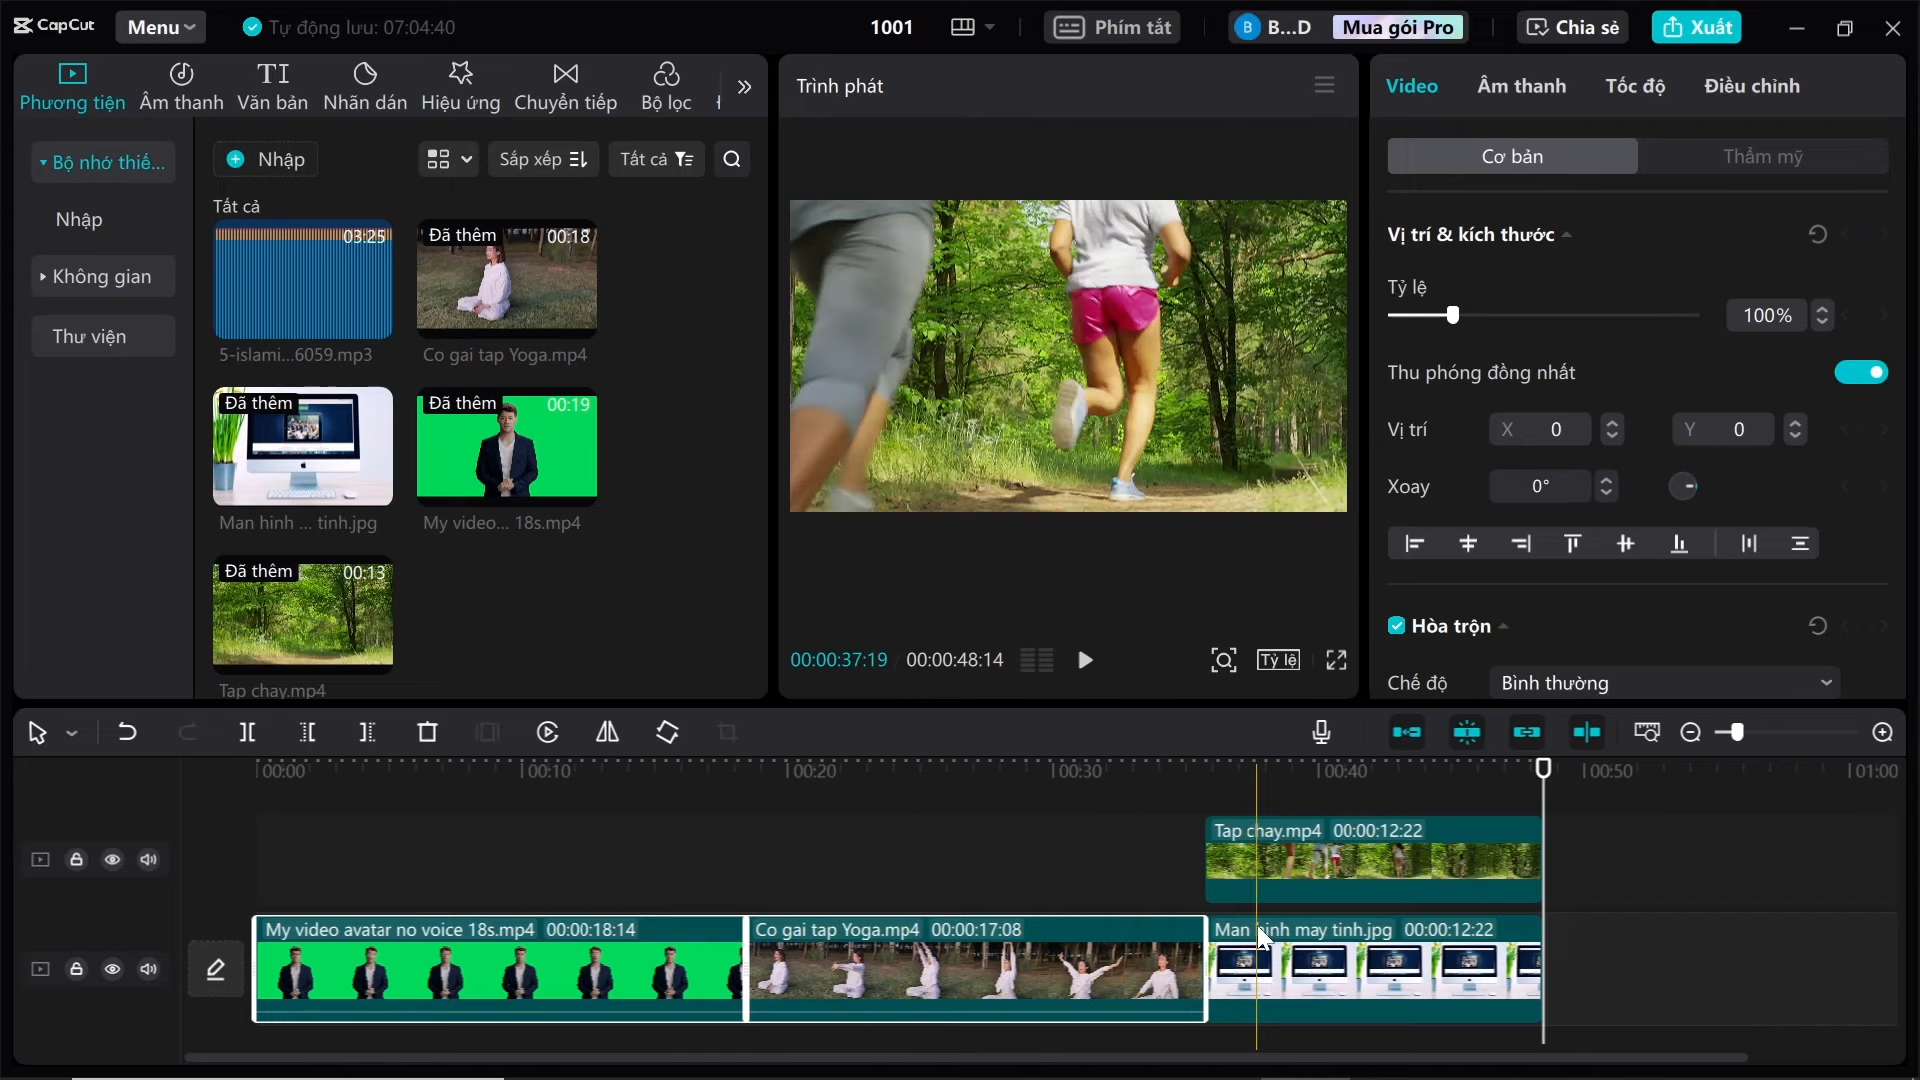 CapCut
Menu
Tự động lưu: 07:04:40
1001
Phím tắt
B
B...D
Mua gói Pro
Chia sẻ
Xuất
Phương tiện
Âm thanh
Văn bản
Nhãn dán
Hiệu ứng
Chuyển tiếp
Bộ lọc
Trình phát
Video
Âm thanh
Tốc độ
Điều chỉnh
Bộ nhớ thiế...
Nhập
Không gian
Thư viện
Nhập
Sắp xếp
Tất cả
Tất cả
03:25
5-islami...6059.mp3
Đã thêm
00:18
Co gai tap Yoga.mp4
Đã thêm
Man hinh ... tinh.jpg
Đã thêm
00:19
My video... 18s.mp4
Đã thêm
00:13
Tap chay.mp4
00:00:37:19
00:00:48:14
Tỷ lệ
Cơ bản
Thẩm mỹ
Vị trí & kích thước
Tỷ lệ
100%
Thu phóng đồng nhất
Vị trí
X 0
Y 0
Xoay
0°
Hòa trộn
Chế độ
Bình thường
00:00
00:10
00:20
00:30
00:40
00:50
01:00
Tap chay.mp4 00:00:12:22
My video avatar no voice 18s.mp4 00:00:18:14
Co gai tap Yoga.mp4 00:00:17:08
Man hinh may tinh.jpg 00:00:12:22